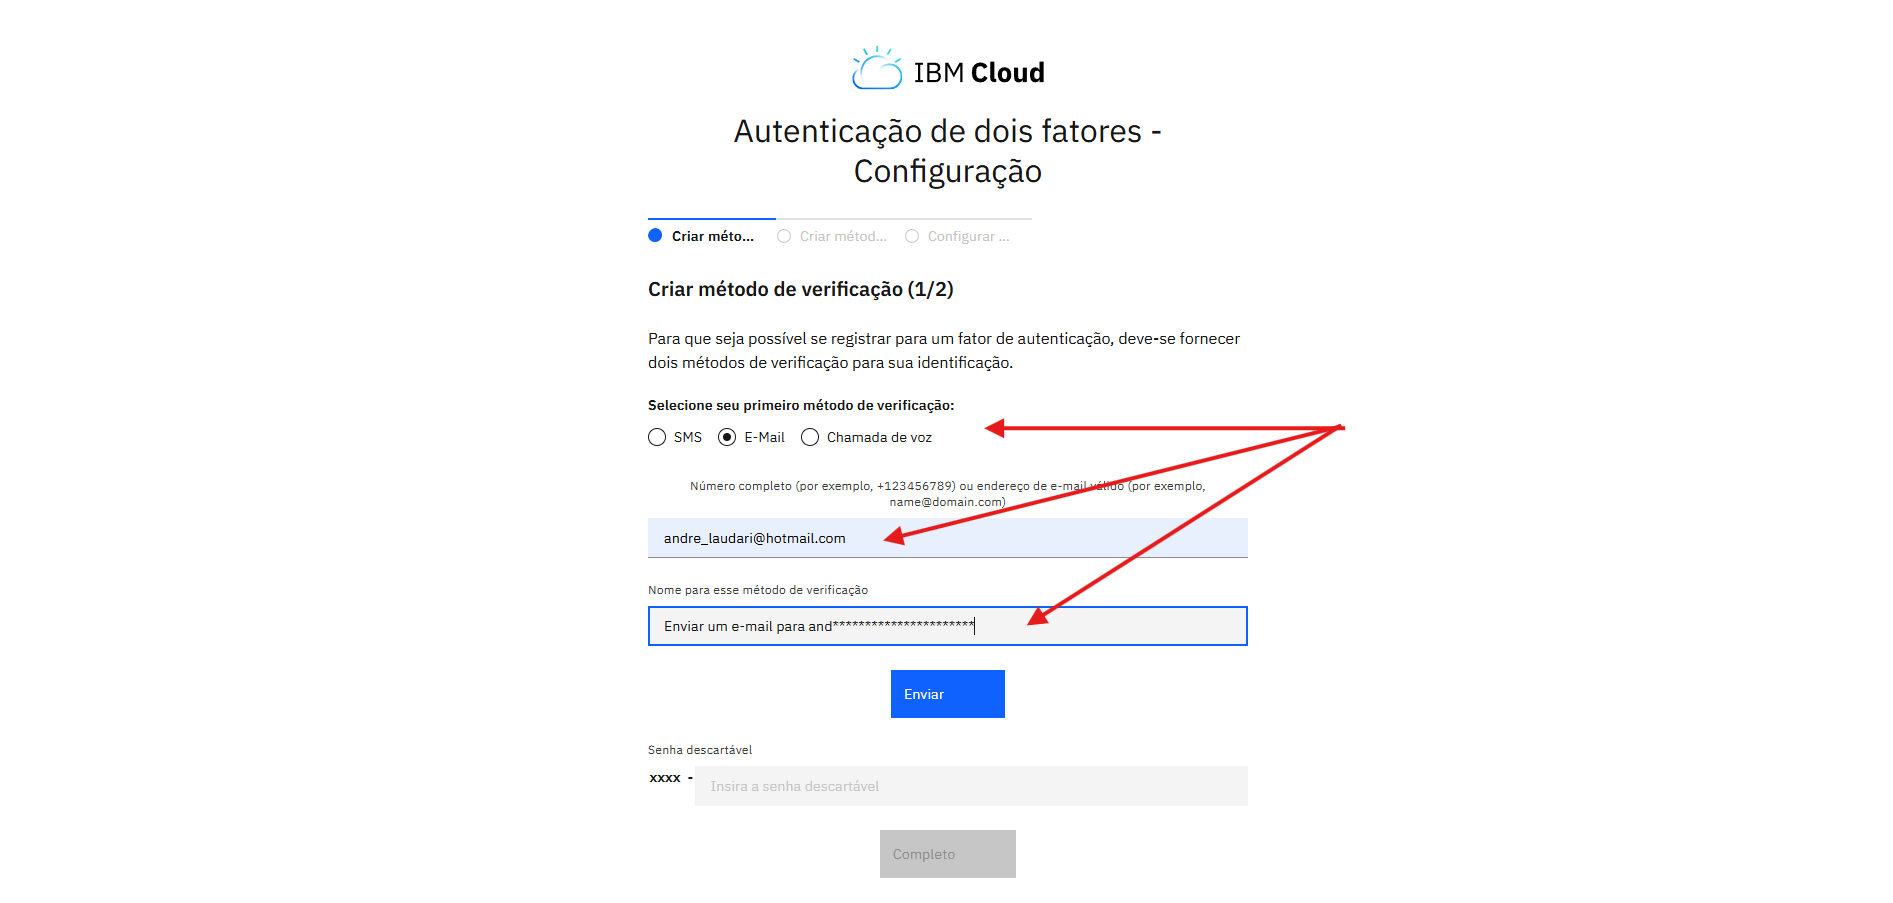 IBM Cloud
Autenticação de dois fatores -
Configuração
Criar méto...
Criar métod...
Configurar ...
Criar método de verificação (1/2)
Para que seja possível se registrar para um fator de autenticação, deve-se fornecer
dois métodos de verificação para sua identificação.
Selecione seu primeiro método de verificação:
SMS
E-Mail
Chamada de voz
Número completo (por exemplo, +123456789) ou endereço de e-mail válido (por exemplo,
name@domain.com)
andre_laudari@hotmail.com
Nome para esse método de verificação
Enviar um e-mail para and**********************
Enviar
Senha descartável
xxxx -
Insira a senha descartável
Completo